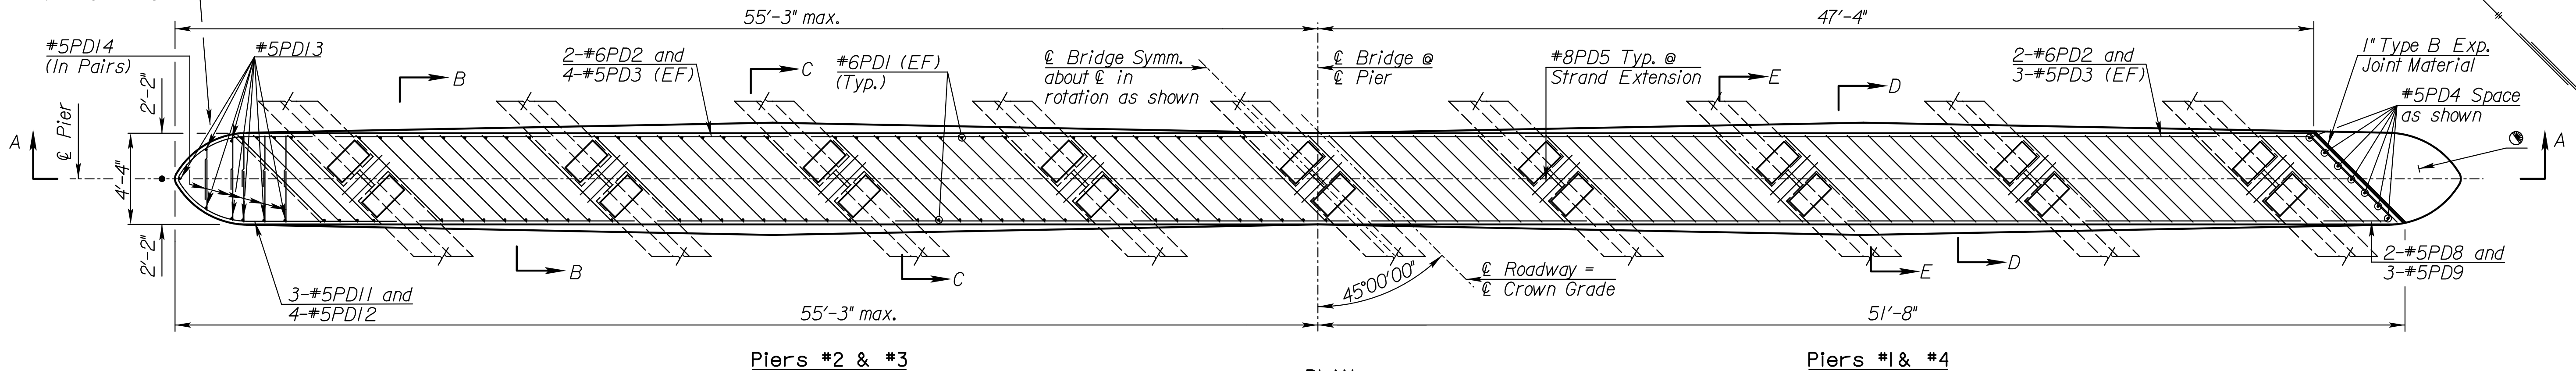 55'-3" max.
47'-4"
#5PD14
(In Pairs)
#5PD13
2-#6PD2 and
4-#5PD3 (EF)
#6PD1 (EF)
(Typ.)
℄ Bridge Symm.
about ℄ in
rotation as shown
℄ Bridge @
℄ Pier
#8PD5 Typ. @
Strand Extension
2-#6PD2 and
3-#5PD3 (EF)
1" Type B Exp.
Joint Material
#5PD4 Space
as shown
B
C
E
D
2'-2"
℄ Pier
A
4'-4"
A
2'-2"
B
C
E
D
3-#5PD11 and
4-#5PD12
45°00'00"
℄ Roadway =
℄ Crown Grade
2-#5PD8 and
3-#5PD9
55'-3" max.
51'-8"
Piers #2 & #3
Piers #1 & #4